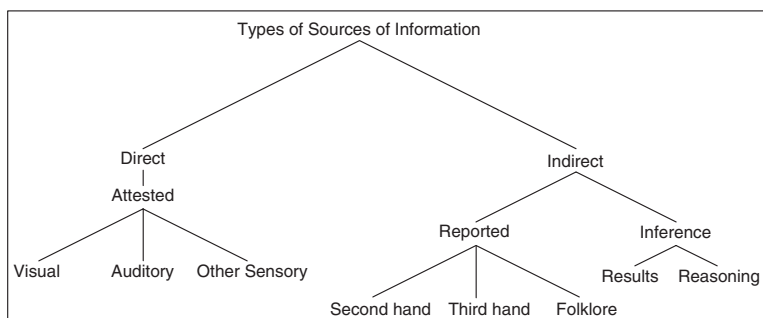 Types of Sources of Information
Direct
Indirect
Attested
Reported
Inference
Visual
Auditory
Other Sensory
Results
Reasoning
Second hand
Third hand
Folklore